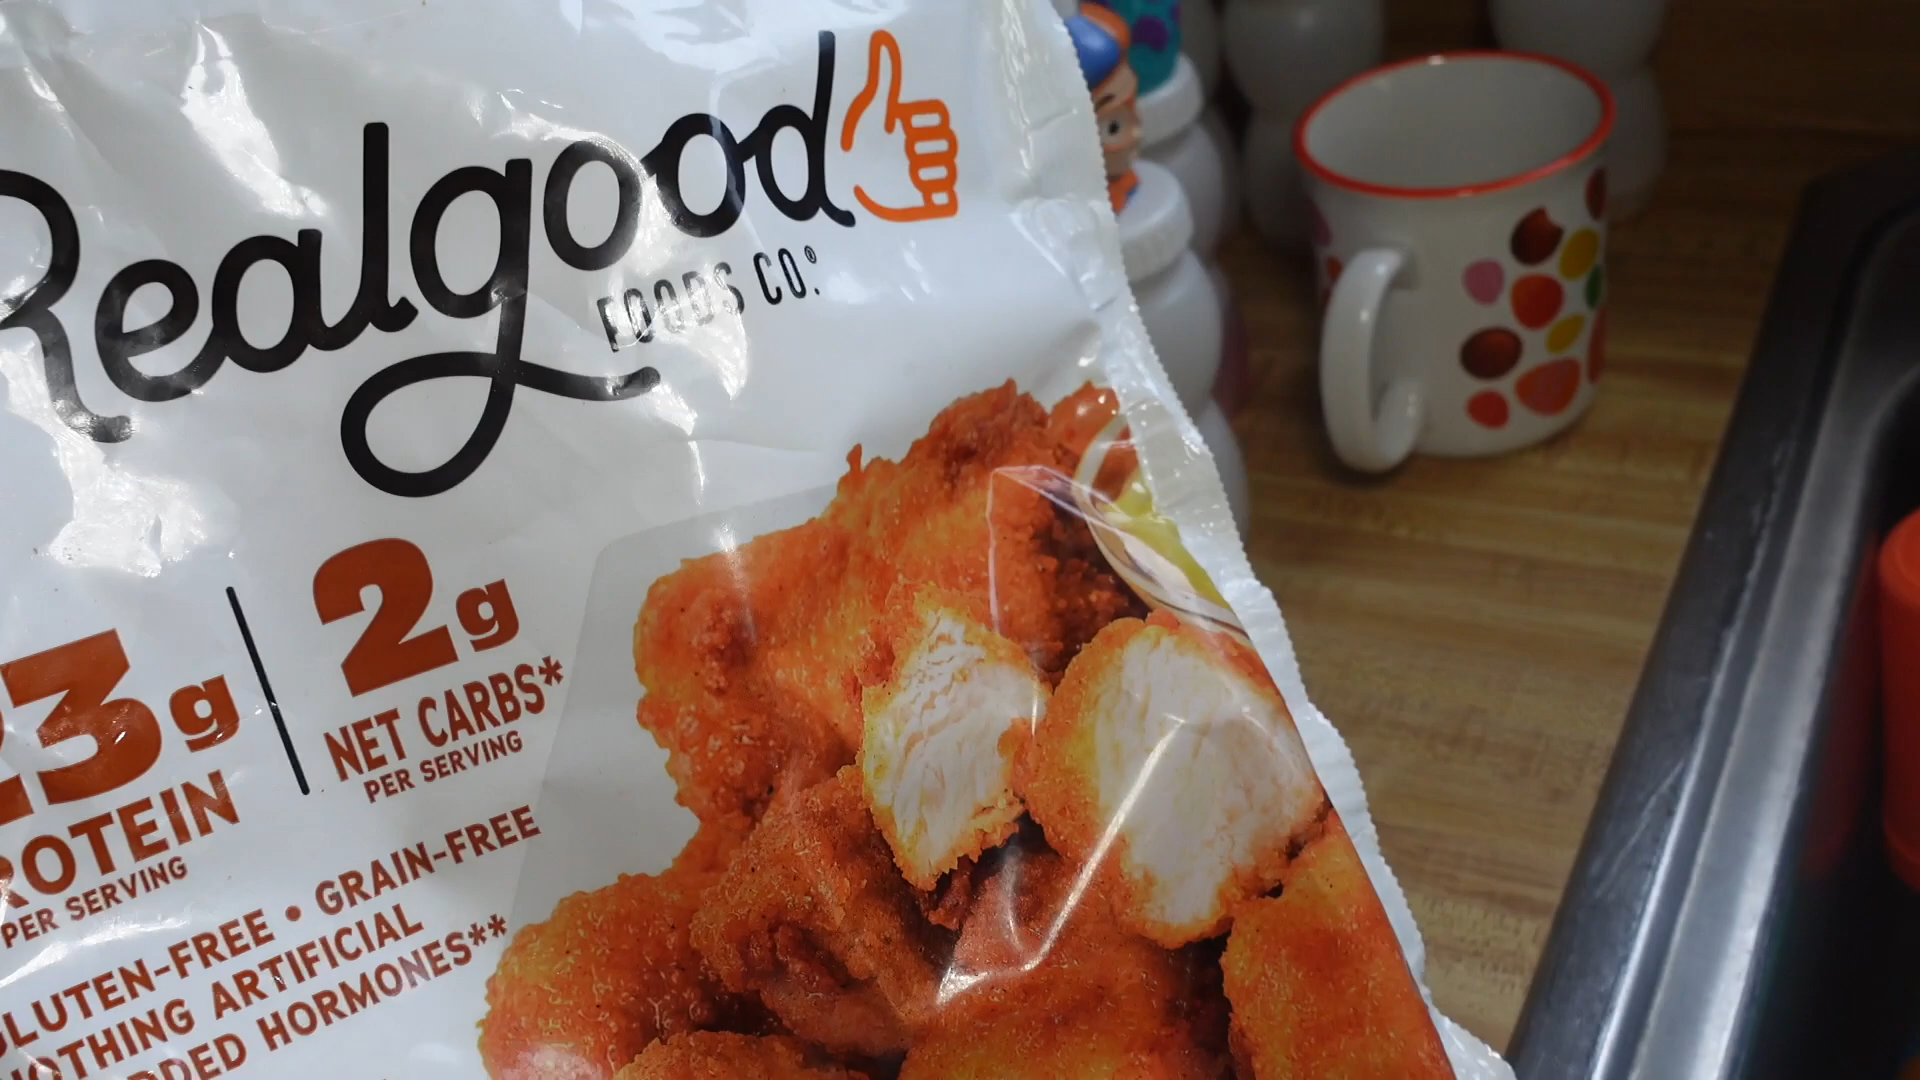 Realgood
FOODS CO.®
23g
PROTEIN
PER SERVING
2g
NET CARBS*
PER SERVING
GLUTEN-FREE • GRAIN-FREE
NOTHING ARTIFICIAL
ADDED HORMONES**